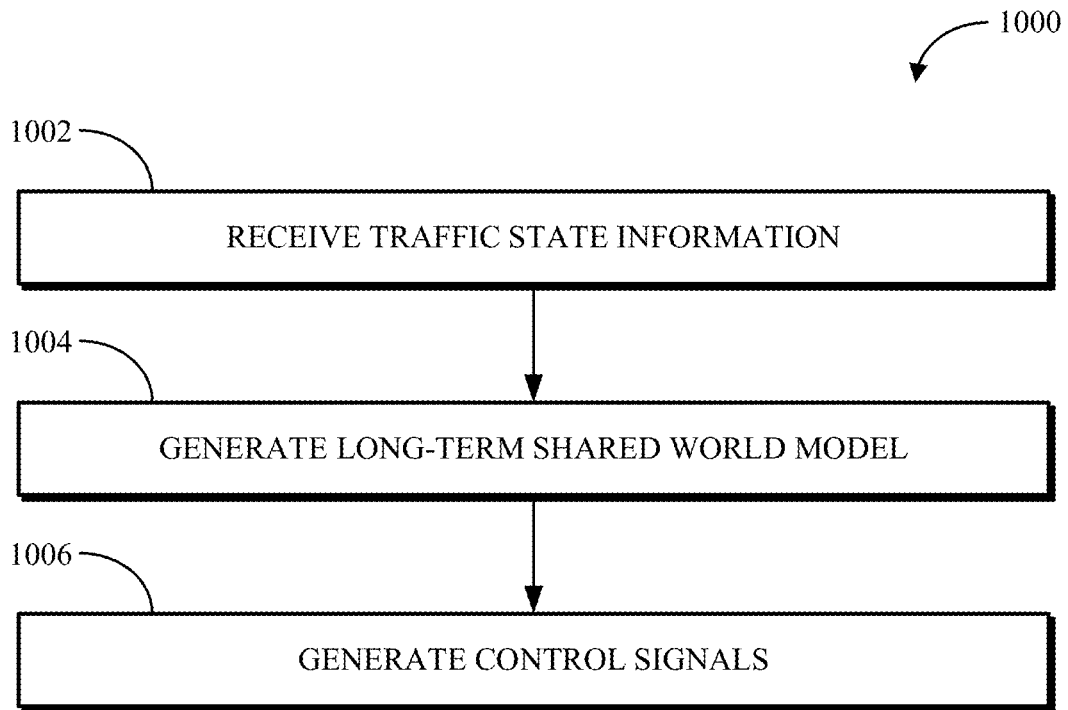 1000
1002
RECEIVE TRAFFIC STATE INFORMATION
1004
GENERATE LONG-TERM SHARED WORLD MODEL
1006
GENERATE CONTROL SIGNALS